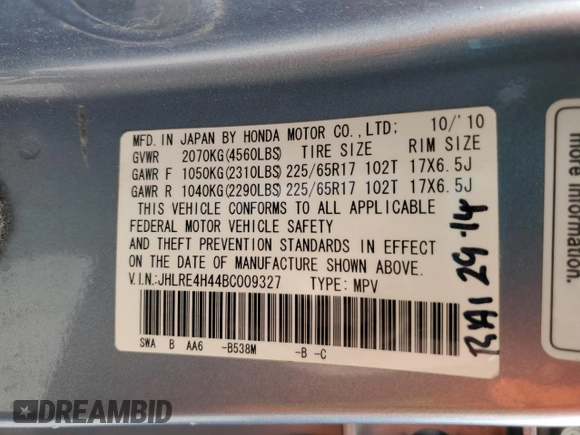 MFD. IN JAPAN BY HONDA MOTOR CO., LTD; 10/'10
GVWR 2070KG(4560LBS) TIRE SIZE RIM SIZE
GAWR F 1050KG(2310LBS) 225/65R17 102T 17X6.5J
GAWR R 1040KG(2290LBS) 225/65R17 102T 17X6.5J
THIS VEHICLE CONFORMS TO ALL APPLICABLE
FEDERAL MOTOR VEHICLE SAFETY
AND THEFT PREVENTION STANDARDS IN EFFECT
ON THE DATE OF MANUFACTURE SHOWN ABOVE.
V.I.N:JHLRE4H44BC009327 TYPE: MPV
SWA B AA6 -B538M -B -C
29-14
more information.
DREAMBID